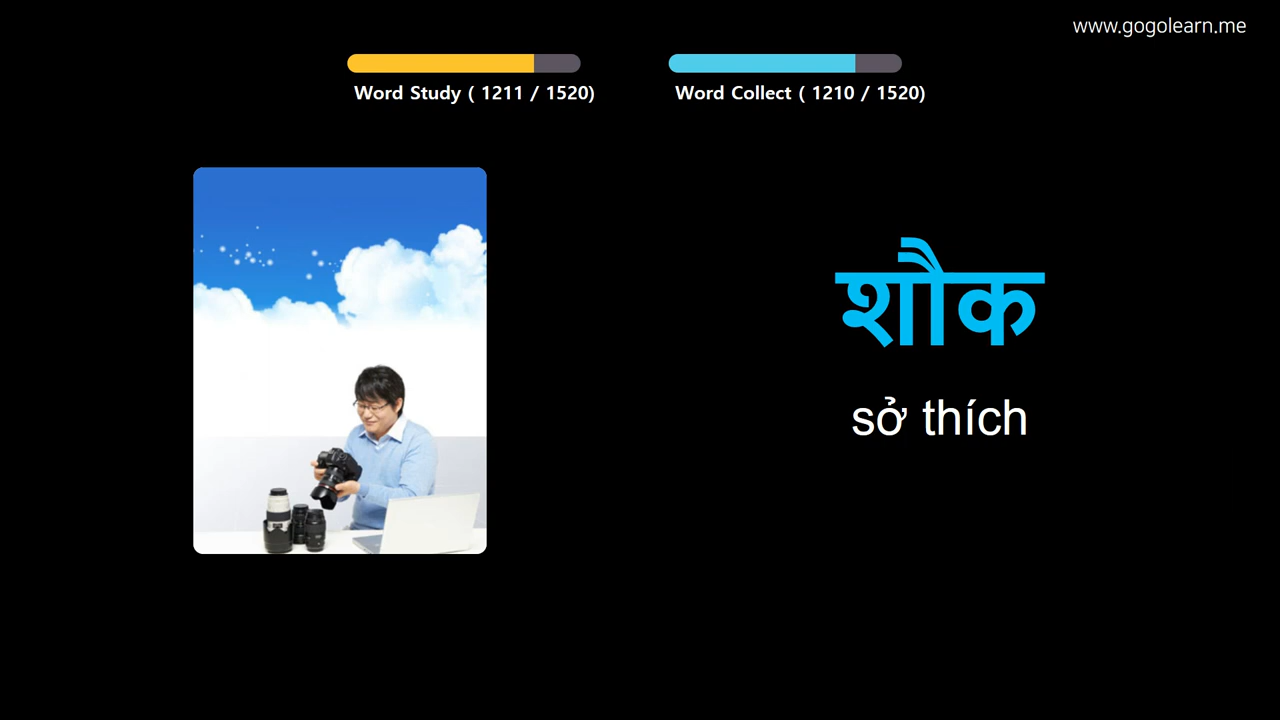 www.gogolearn.me
Word Study ( 1211 / 1520)
Word Collect ( 1210 / 1520)
शौक
sở thích